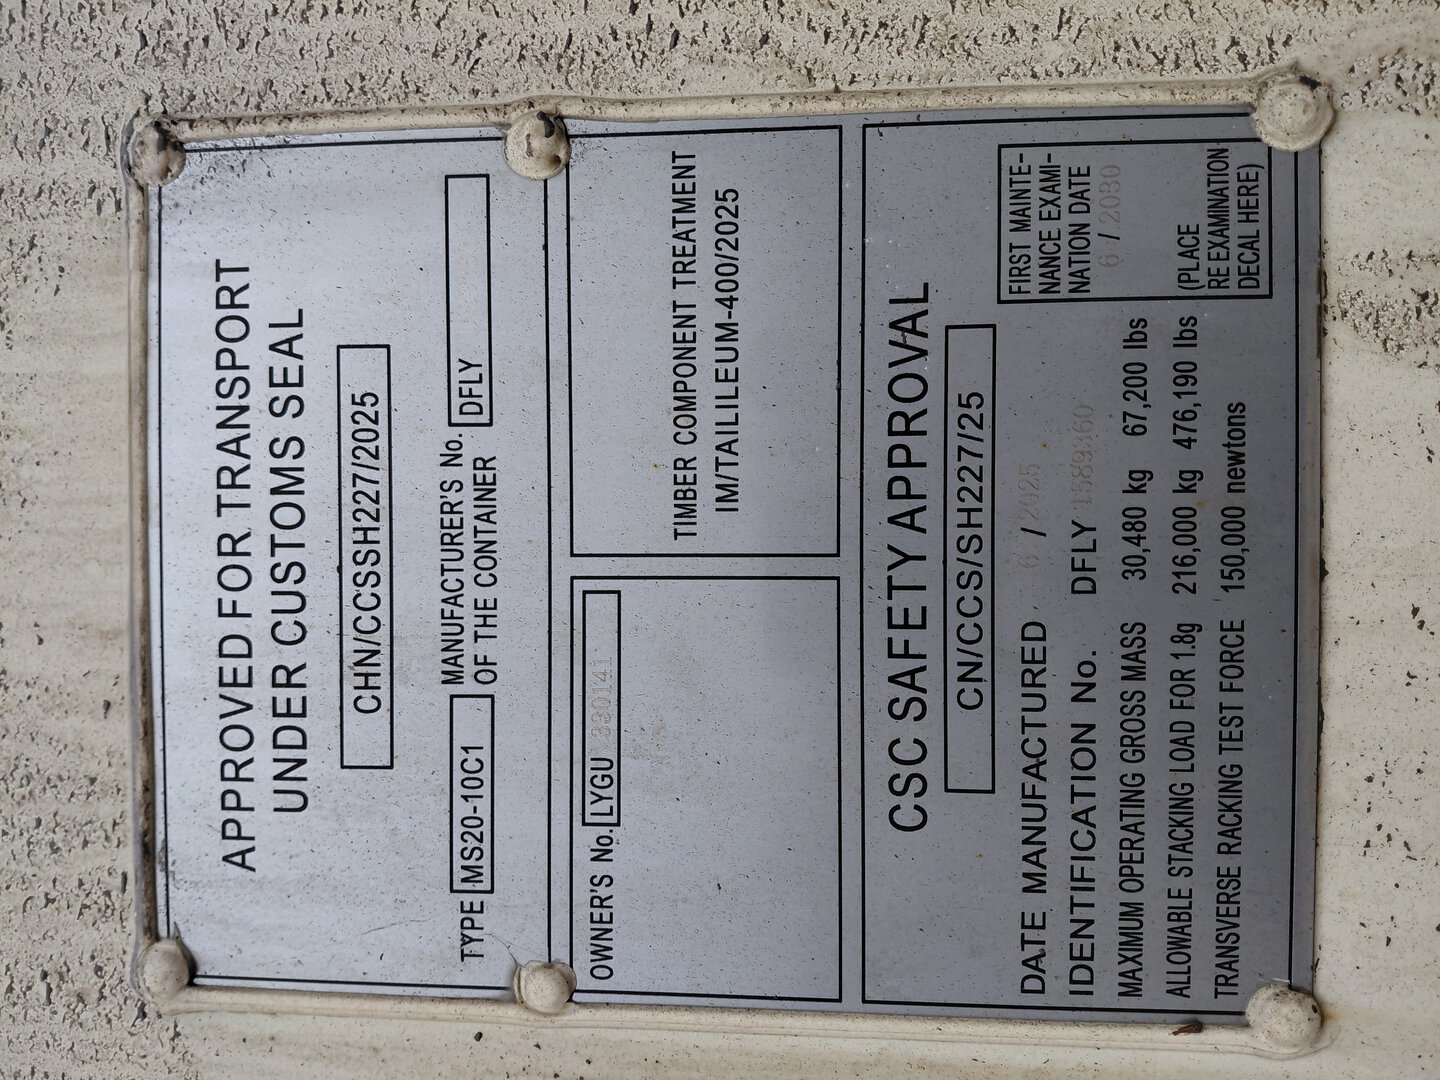 APPROVED FOR TRANSPORT
UNDER CUSTOMS SEAL
CHN/CCSSH227/2025
TYPE MS20-10C1
MANUFACTURER'S No.
OF THE CONTAINER
DFLY
OWNER'S No. LYGU 330141
TIMBER COMPONENT TREATMENT
IM/TAILILEUM-400/2025
CSC SAFETY APPROVAL
CN/CCS/SH227/25
DATE MANUFACTURED 6 / 2025
IDENTIFICATION No. DFLY 1589360
MAXIMUM OPERATING GROSS MASS 30,480 kg 67,200 lbs
ALLOWABLE STACKING LOAD FOR 1.8g 216,000 kg 476,190 lbs
TRANSVERSE RACKING TEST FORCE 150,000 newtons
FIRST MAINTE-
NANCE EXAMI-
NATION DATE
6 / 2030
(PLACE
RE EXAMINATION
DECAL HERE)